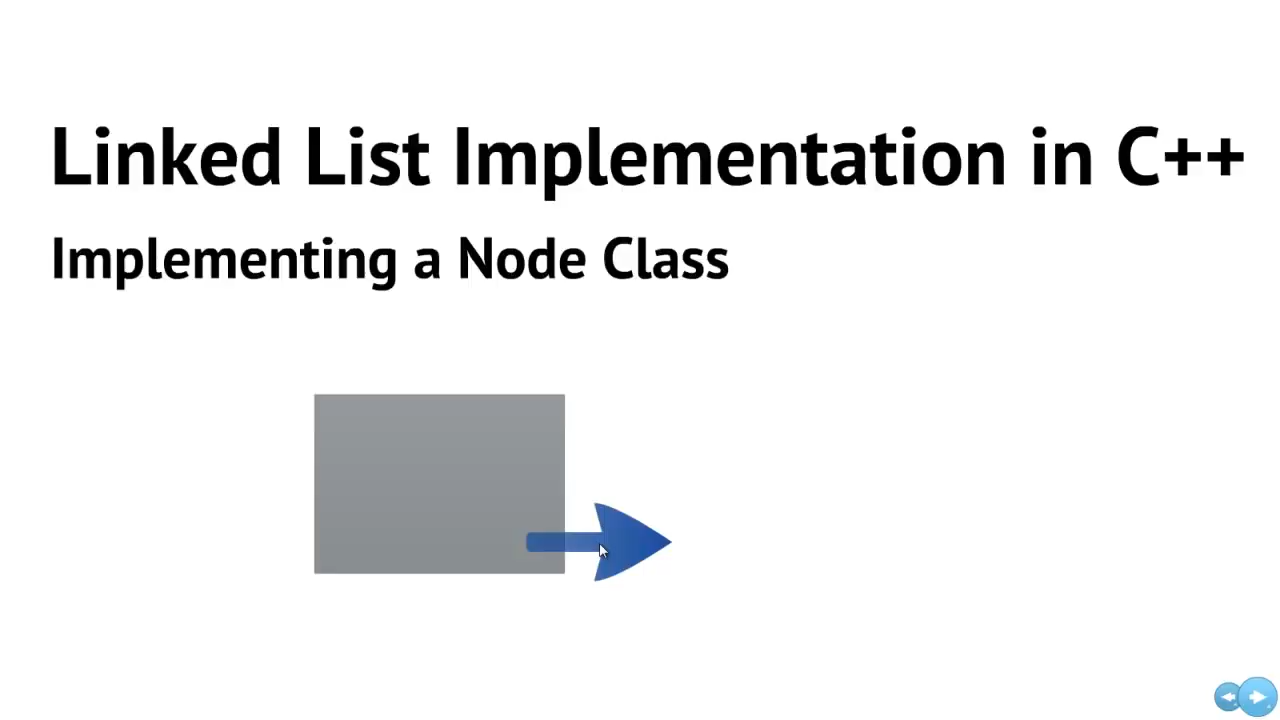 Linked List Implementation in C++
Implementing a Node Class